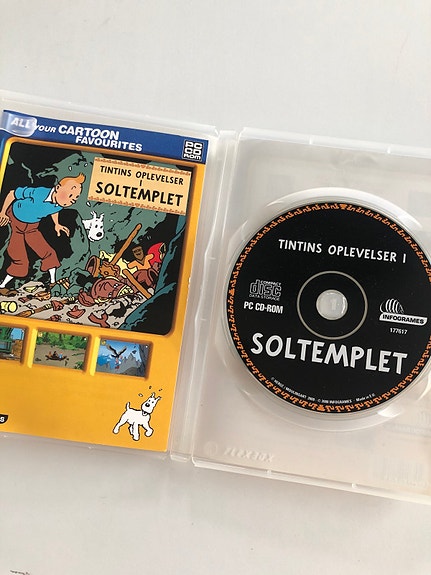 ALL YOUR CARTOON
FAVOURITES
PC
CD
ROM
TINTINS OPLEVELSER
I
SOLTEMPLET
TINTINS OPLEVELSER I
COMPACT
disc
DATA STORAGE
PC CD-ROM
INFOGRAMES
177617
SOLTEMPLET